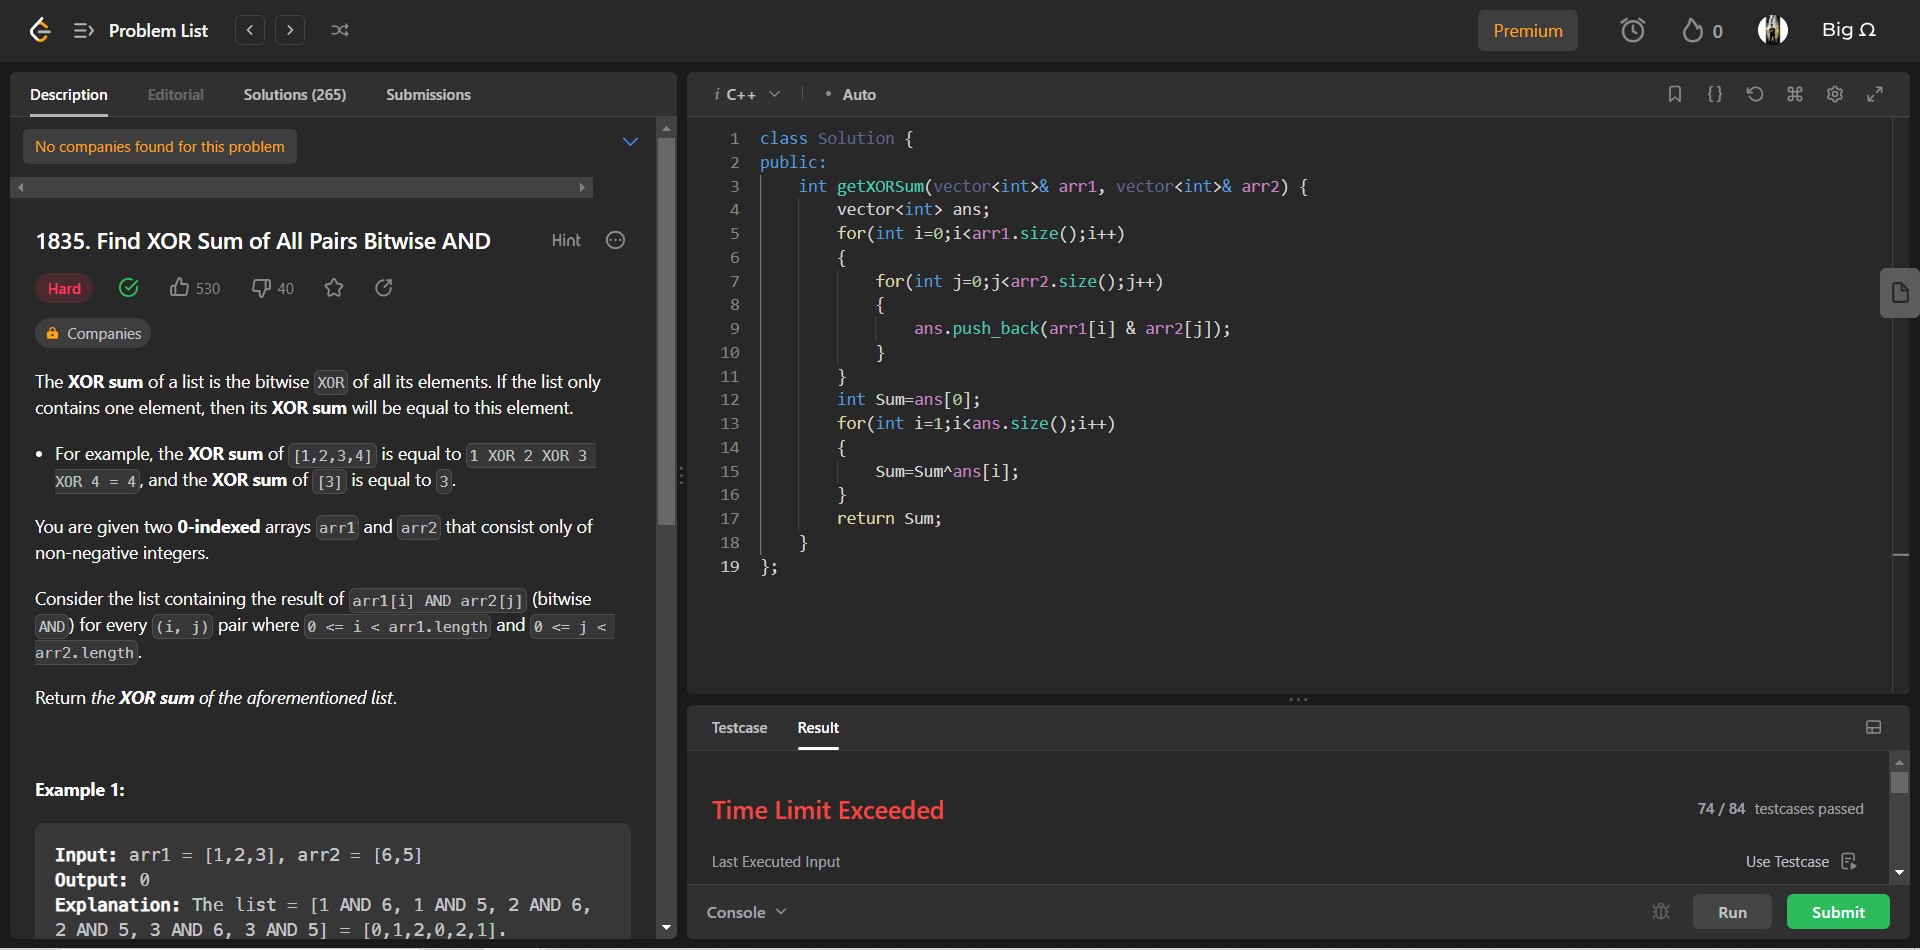 Problem List
Premium
0
Big Ω
Description
Editorial
Solutions (265)
Submissions
No companies found for this problem
1835. Find XOR Sum of All Pairs Bitwise AND
Hint
Hard
530
40
Companies
The XOR sum of a list is the bitwise XOR of all its elements. If the list only
contains one element, then its XOR sum will be equal to this element.
• For example, the XOR sum of [1,2,3,4] is equal to 1 XOR 2 XOR 3
XOR 4 = 4, and the XOR sum of [3] is equal to 3.
You are given two 0-indexed arrays arr1 and arr2 that consist only of
non-negative integers.
Consider the list containing the result of arr1[i] AND arr2[j] (bitwise
AND) for every (i, j) pair where 0 <= i < arr1.length and 0 <= j <
arr2.length.
Return the XOR sum of the aforementioned list.
Example 1:
Input: arr1 = [1,2,3], arr2 = [6,5]
Output: 0
Explanation: The list = [1 AND 6, 1 AND 5, 2 AND 6,
2 AND 5, 3 AND 6, 3 AND 5] = [0,1,2,0,2,1].
i C++
• Auto
1 class Solution {
2 public:
3     int getXORSum(vector<int>& arr1, vector<int>& arr2) {
4         vector<int> ans;
5         for(int i=0;i<arr1.size();i++)
6         {
7             for(int j=0;j<arr2.size();j++)
8             {
9                 ans.push_back(arr1[i] & arr2[j]);
10             }
11         }
12         int Sum=ans[0];
13         for(int i=1;i<ans.size();i++)
14         {
15             Sum=Sum^ans[i];
16         }
17         return Sum;
18     }
19 };
Testcase
Result
Time Limit Exceeded
74 / 84 testcases passed
Last Executed Input
Use Testcase
Console
Run
Submit